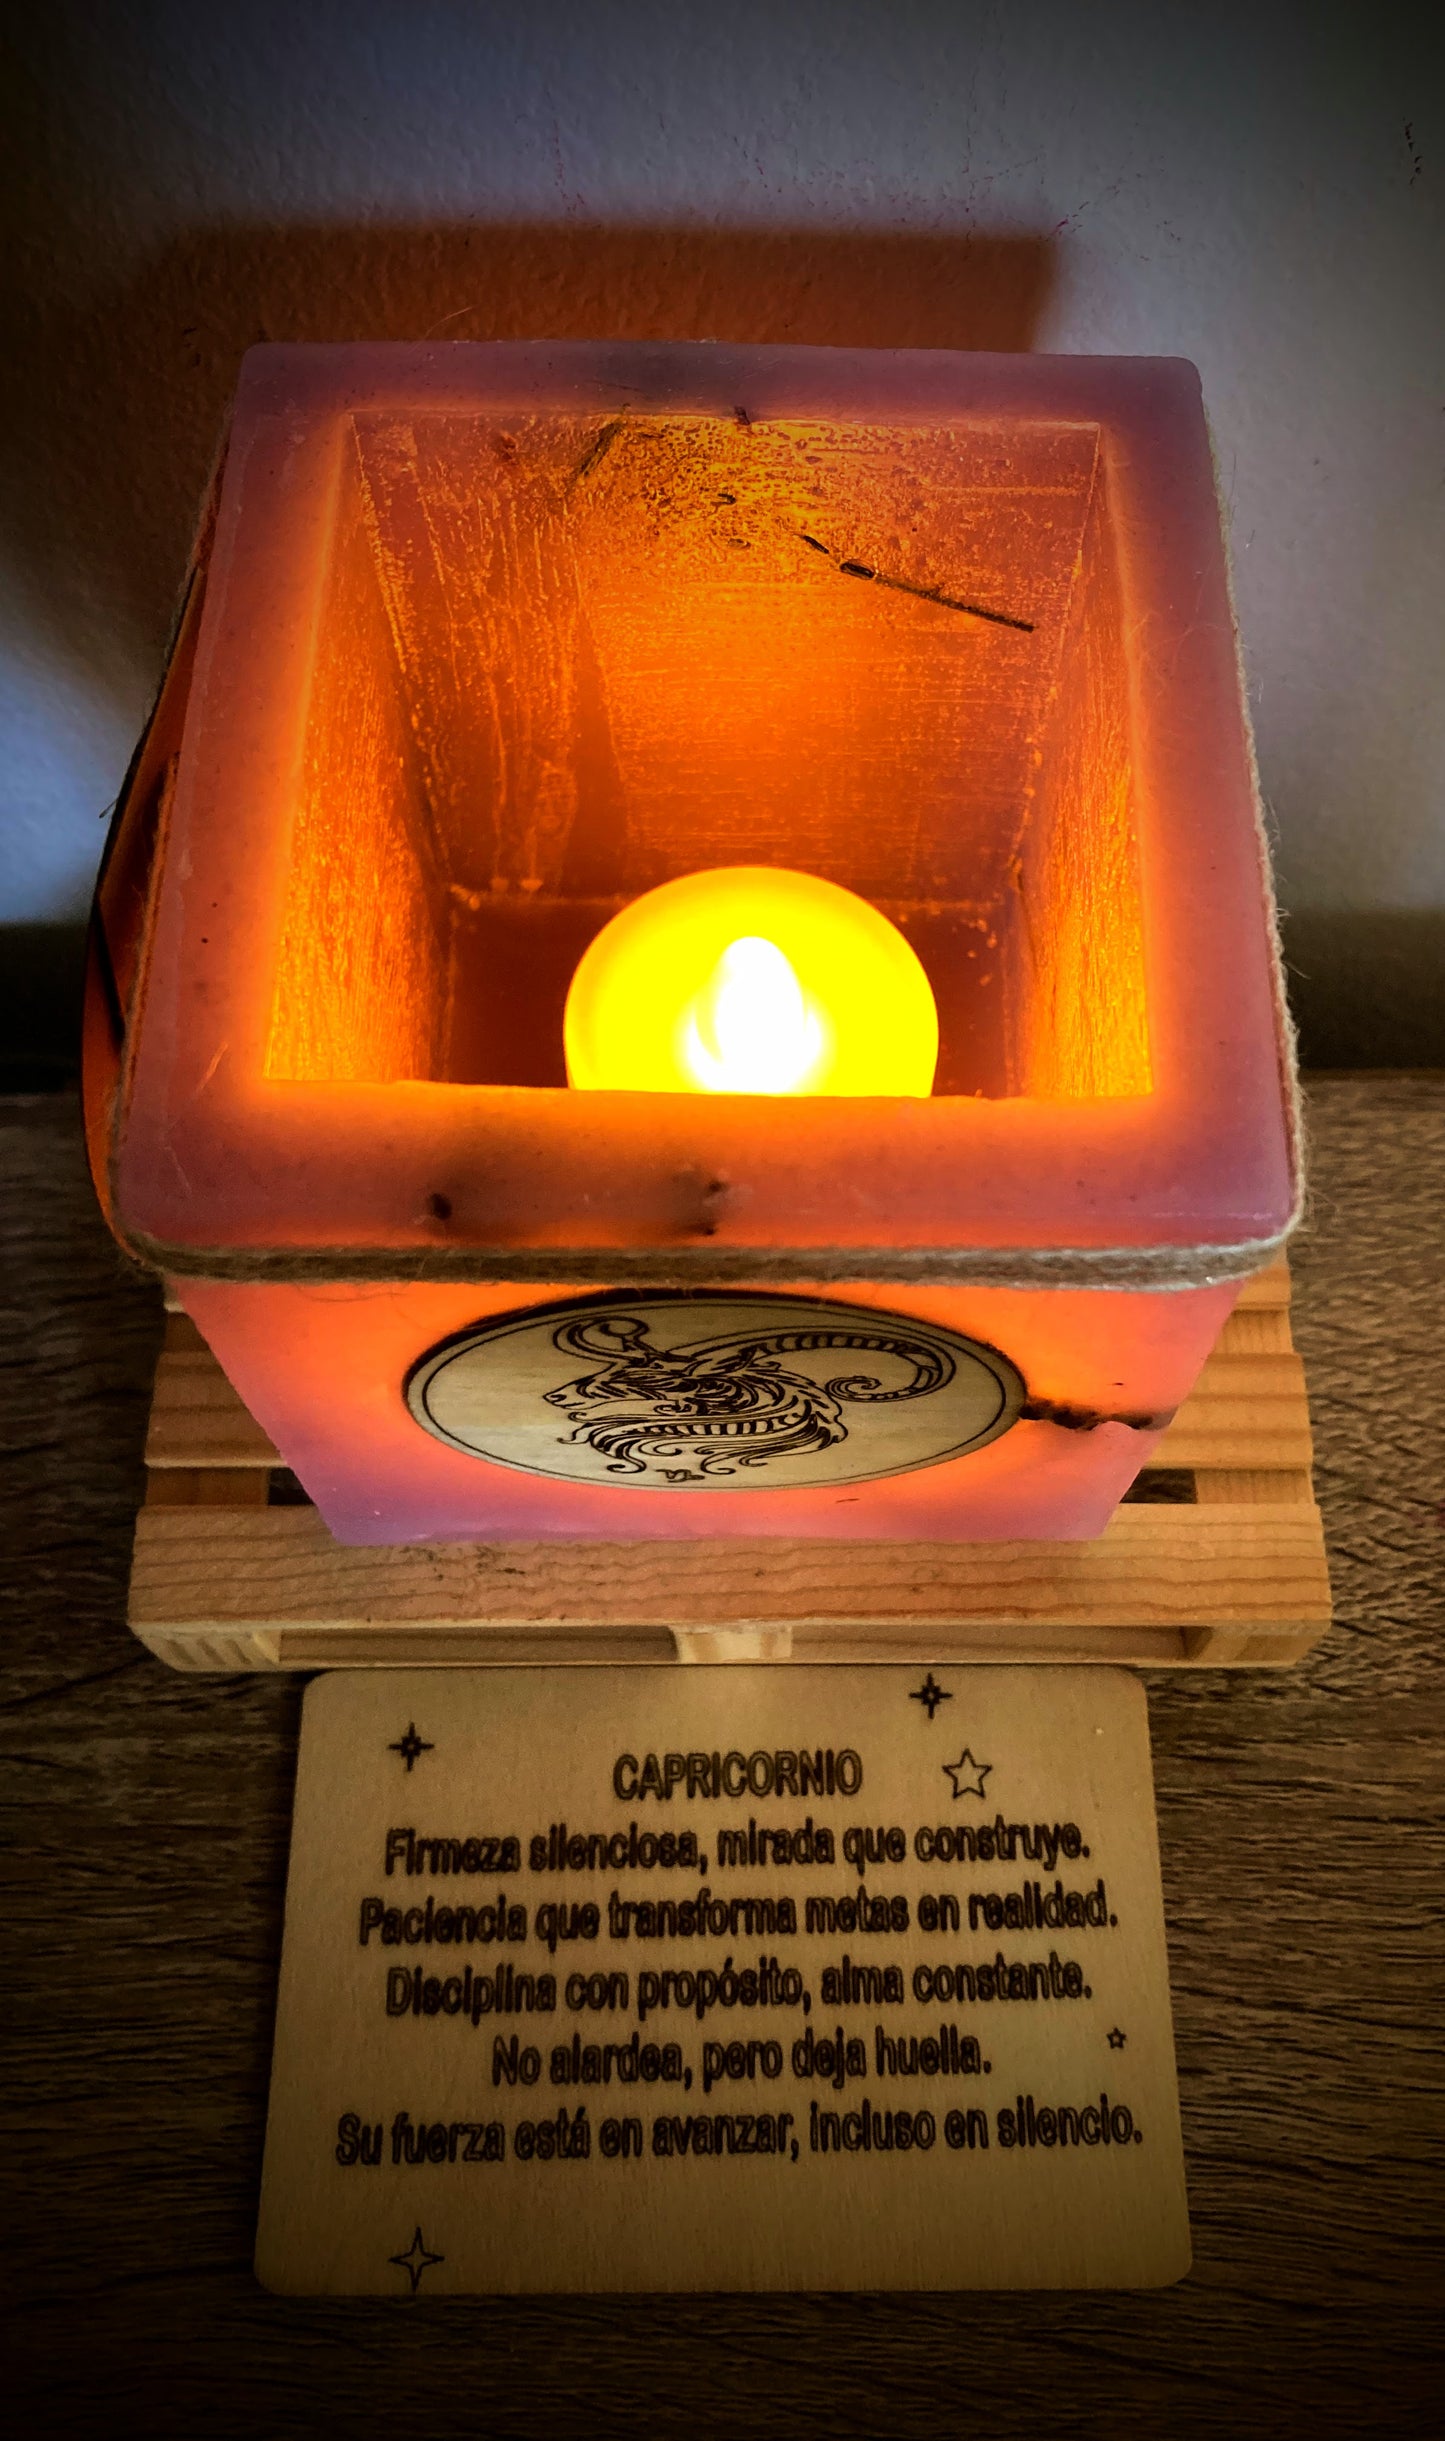 CAPRICORNIO
Firmeza silenciosa, mirada que construye.
Paciencia que transforma metas en realidad.
Disciplina con propósito, alma constante.
No alardea, pero deja huella.
Su fuerza está en avanzar, incluso en silencio.